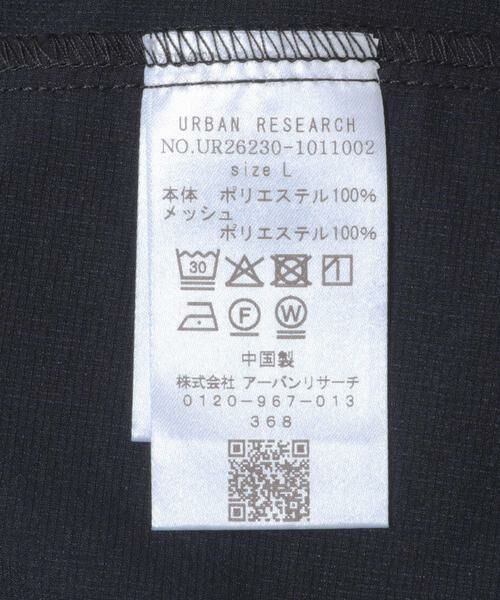 URBAN RESEARCH
NO.UR26230-1011002
size L
本体 ポリエステル100%
メッシュ
ポリエステル100%
30
F W
中国製
株式会社 アーバンリサーチ
0120-967-013
368